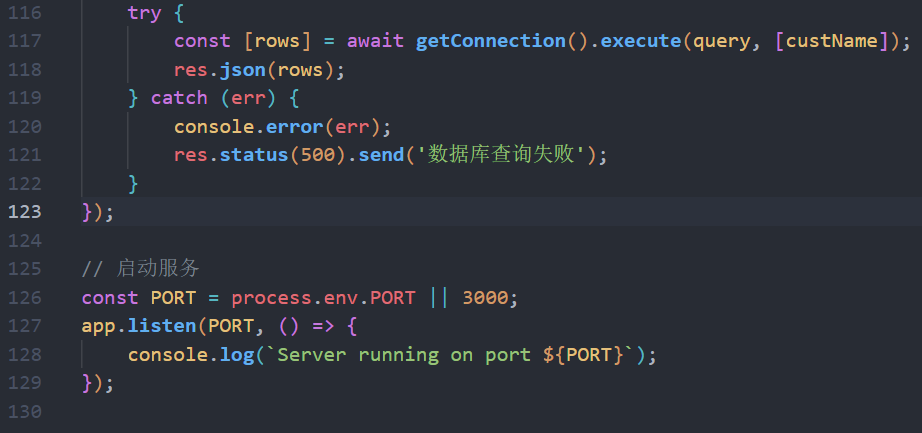 116 try {
117 const [rows] = await getConnection().execute(query, [custName]);
118 res.json(rows);
119 } catch (err) {
120 console.error(err);
121 res.status(500).send('数据库查询失败');
122 }
123 });
124
125 // 启动服务
126 const PORT = process.env.PORT || 3000;
127 app.listen(PORT, () => {
128 console.log(`Server running on port ${PORT}`);
129 });
130